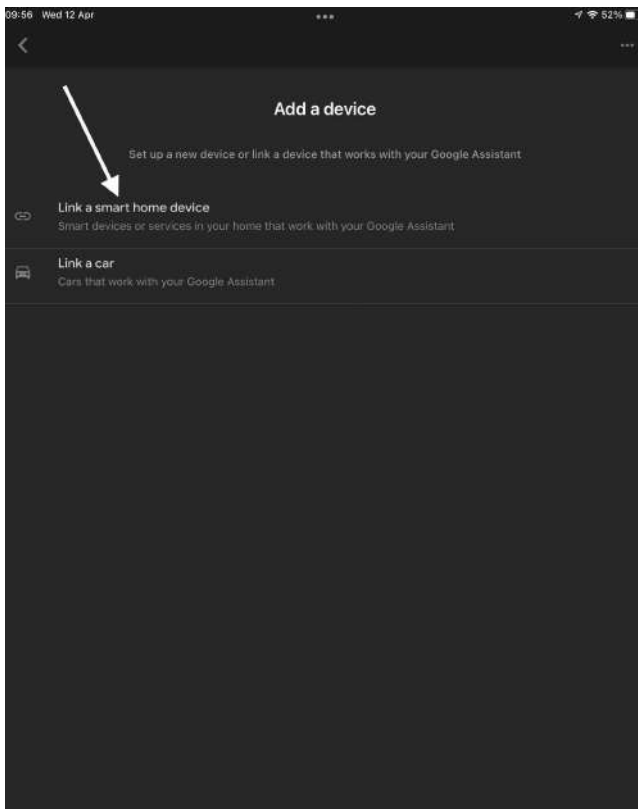 09:56 Wed 12 Apr
52%
Add a device
Set up a new device or link a device that works with your Google Assistant
Link a smart home device
Smart devices or services in your home that work with your Google Assistant
Link a car
Cars that work with your Google Assistant